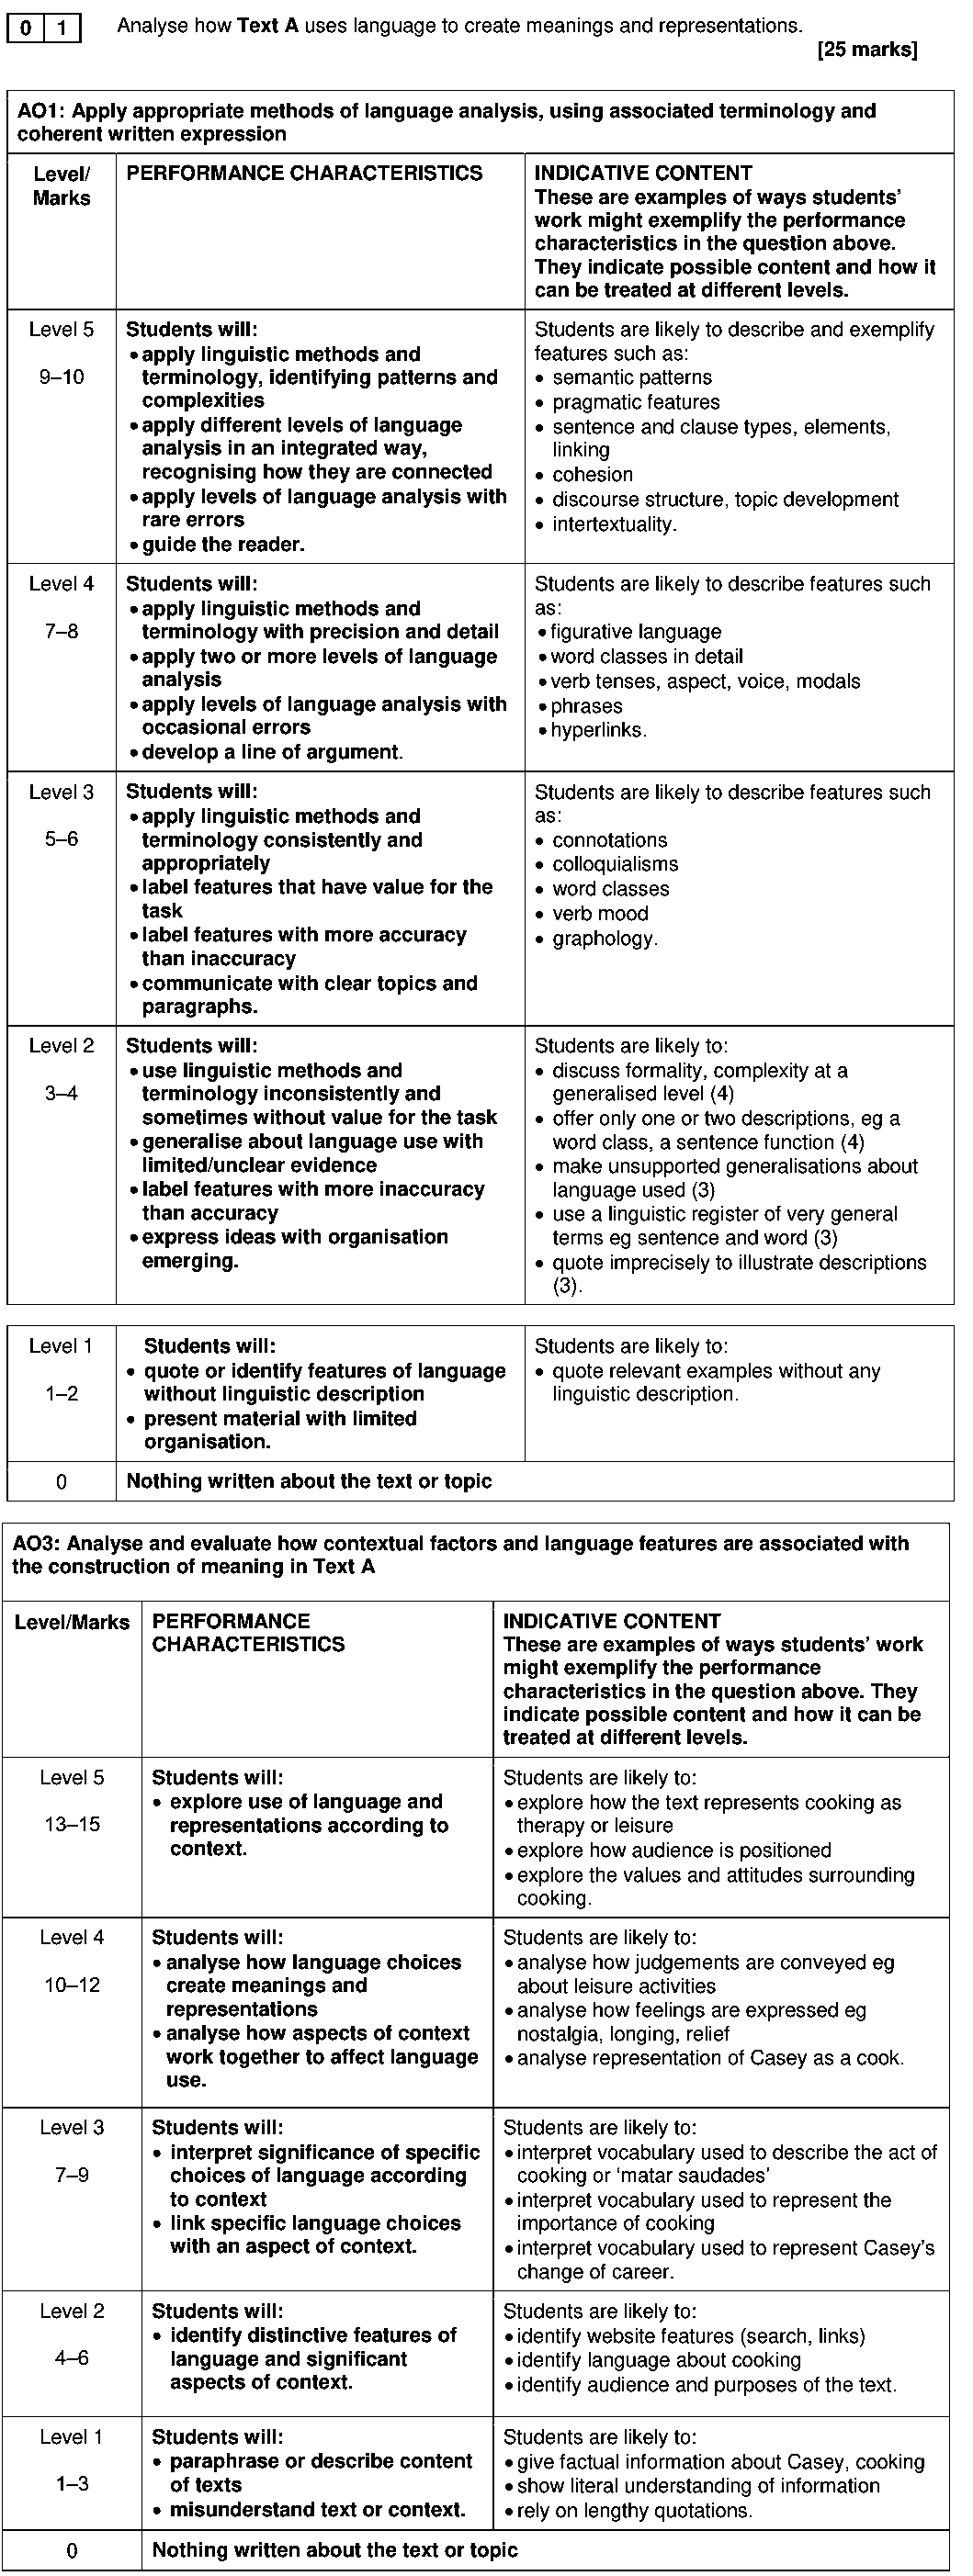 0 1 Analyse how Text A uses language to create meanings and representations.
[25 marks]
AO1: Apply appropriate methods of language analysis, using associated terminology and
coherent written expression
Level/
Marks
PERFORMANCE CHARACTERISTICS
INDICATIVE CONTENT
These are examples of ways students'
work might exemplify the performance
characteristics in the question above.
They indicate possible content and how it
can be treated at different levels.
Level 5
9–10
Students will:
• apply linguistic methods and
terminology, identifying patterns and
complexities
• apply different levels of language
analysis in an integrated way,
recognising how they are connected
• apply levels of language analysis with
rare errors
• guide the reader.
Students are likely to describe and exemplify
features such as:
• semantic patterns
• pragmatic features
• sentence and clause types, elements,
linking
• cohesion
• discourse structure, topic development
• intertextuality.
Level 4
7–8
Students will:
• apply linguistic methods and
terminology with precision and detail
• apply two or more levels of language
analysis
• apply levels of language analysis with
occasional errors
• develop a line of argument.
Students are likely to describe features such
as:
• figurative language
• word classes in detail
• verb tenses, aspect, voice, modals
• phrases
• hyperlinks.
Level 3
5–6
Students will:
• apply linguistic methods and
terminology consistently and
appropriately
• label features that have value for the
task
• label features with more accuracy
than inaccuracy
• communicate with clear topics and
paragraphs.
Students are likely to describe features such
as:
• connotations
• colloquialisms
• word classes
• verb mood
• graphology.
Level 2
3–4
Students will:
• use linguistic methods and
terminology inconsistently and
sometimes without value for the task
• generalise about language use with
limited/unclear evidence
• label features with more inaccuracy
than accuracy
• express ideas with organisation
emerging.
Students are likely to:
• discuss formality, complexity at a
generalised level (4)
• offer only one or two descriptions, eg a
word class, a sentence function (4)
• make unsupported generalisations about
language used (3)
• use a linguistic register of very general
terms eg sentence and word (3)
• quote imprecisely to illustrate descriptions
(3).
Level 1
1–2
Students will:
• quote or identify features of language
without linguistic description
• present material with limited
organisation.
Students are likely to:
• quote relevant examples without any
linguistic description.
0
Nothing written about the text or topic
AO3: Analyse and evaluate how contextual factors and language features are associated with
the construction of meaning in Text A
Level/Marks
PERFORMANCE
CHARACTERISTICS
INDICATIVE CONTENT
These are examples of ways students' work
might exemplify the performance
characteristics in the question above. They
indicate possible content and how it can be
treated at different levels.
Level 5
13–15
Students will:
• explore use of language and
representations according to
context.
Students are likely to:
• explore how the text represents cooking as
therapy or leisure
• explore how audience is positioned
• explore the values and attitudes surrounding
cooking.
Level 4
10–12
Students will:
• analyse how language choices
create meanings and
representations
• analyse how aspects of context
work together to affect language
use.
Students are likely to:
• analyse how judgements are conveyed eg
about leisure activities
• analyse how feelings are expressed eg
nostalgia, longing, relief
• analyse representation of Casey as a cook.
Level 3
7–9
Students will:
• interpret significance of specific
choices of language according
to context
• link specific language choices
with an aspect of context.
Students are likely to:
• interpret vocabulary used to describe the act of
cooking or 'matar saudades'
• interpret vocabulary used to represent the
importance of cooking
• interpret vocabulary used to represent Casey's
change of career.
Level 2
4–6
Students will:
• identify distinctive features of
language and significant
aspects of context.
Students are likely to:
• identify website features (search, links)
• identify language about cooking
• identify audience and purposes of the text.
Level 1
1–3
Students will:
• paraphrase or describe content
of texts
• misunderstand text or context.
Students are likely to:
• give factual information about Casey, cooking
• show literal understanding of information
• rely on lengthy quotations.
0
Nothing written about the text or topic